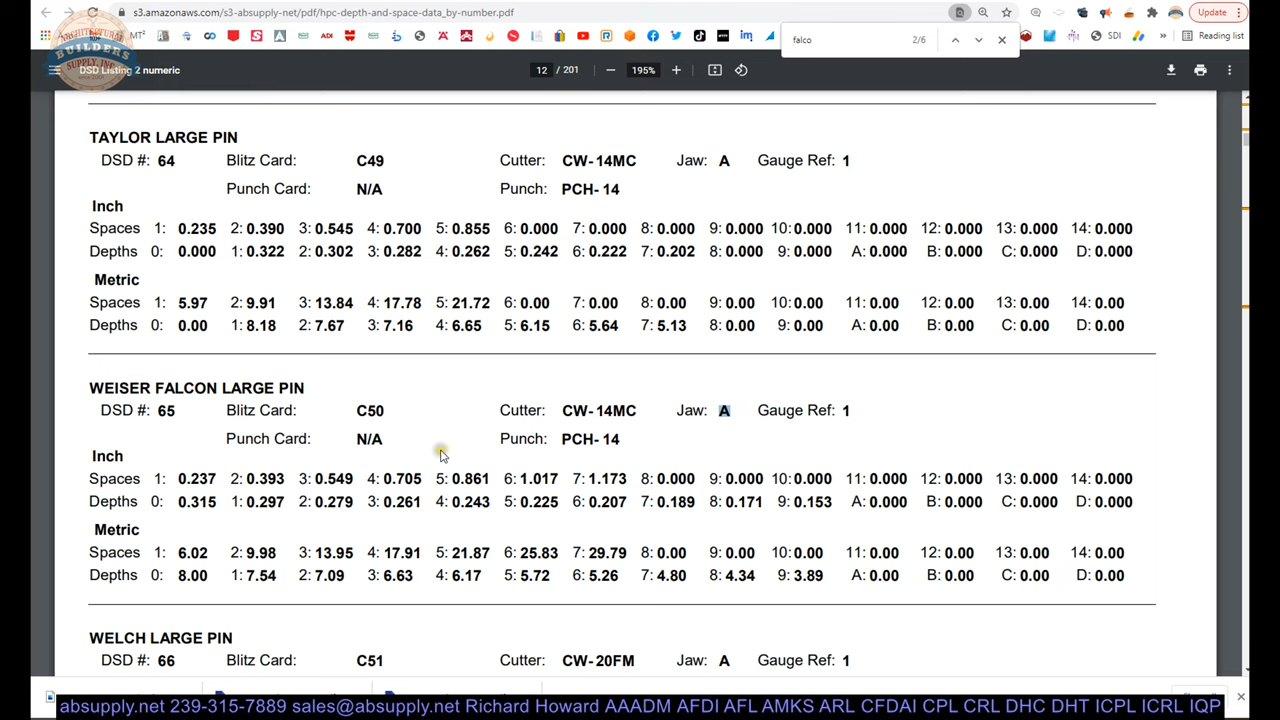 s3.amazonaws.com/s3-absupply-net/pdf/hpc-depth-and-space-data_by-number.pdf
Update
falco 2/6
MT²
SDI
» Reading list
ARCHITECTURAL
BUILDERS
SUPPLY, INC.
DSD Listing 2 numeric
12 / 201
195%
TAYLOR LARGE PIN
DSD #: 64 Blitz Card: C49 Cutter: CW- 14MC Jaw: A Gauge Ref: 1
Punch Card: N/A Punch: PCH- 14
Inch
Spaces 1: 0.235 2: 0.390 3: 0.545 4: 0.700 5: 0.855 6: 0.000 7: 0.000 8: 0.000 9: 0.000 10: 0.000 11: 0.000 12: 0.000 13: 0.000 14: 0.000
Depths 0: 0.000 1: 0.322 2: 0.302 3: 0.282 4: 0.262 5: 0.242 6: 0.222 7: 0.202 8: 0.000 9: 0.000 A: 0.000 B: 0.000 C: 0.000 D: 0.000
Metric
Spaces 1: 5.97 2: 9.91 3: 13.84 4: 17.78 5: 21.72 6: 0.00 7: 0.00 8: 0.00 9: 0.00 10: 0.00 11: 0.00 12: 0.00 13: 0.00 14: 0.00
Depths 0: 0.00 1: 8.18 2: 7.67 3: 7.16 4: 6.65 5: 6.15 6: 5.64 7: 5.13 8: 0.00 9: 0.00 A: 0.00 B: 0.00 C: 0.00 D: 0.00
WEISER FALCON LARGE PIN
DSD #: 65 Blitz Card: C50 Cutter: CW- 14MC Jaw: A Gauge Ref: 1
Punch Card: N/A Punch: PCH- 14
Inch
Spaces 1: 0.237 2: 0.393 3: 0.549 4: 0.705 5: 0.861 6: 1.017 7: 1.173 8: 0.000 9: 0.000 10: 0.000 11: 0.000 12: 0.000 13: 0.000 14: 0.000
Depths 0: 0.315 1: 0.297 2: 0.279 3: 0.261 4: 0.243 5: 0.225 6: 0.207 7: 0.189 8: 0.171 9: 0.153 A: 0.000 B: 0.000 C: 0.000 D: 0.000
Metric
Spaces 1: 6.02 2: 9.98 3: 13.95 4: 17.91 5: 21.87 6: 25.83 7: 29.79 8: 0.00 9: 0.00 10: 0.00 11: 0.00 12: 0.00 13: 0.00 14: 0.00
Depths 0: 8.00 1: 7.54 2: 7.09 3: 6.63 4: 6.17 5: 5.72 6: 5.26 7: 4.80 8: 4.34 9: 3.89 A: 0.00 B: 0.00 C: 0.00 D: 0.00
WELCH LARGE PIN
DSD #: 66 Blitz Card: C51 Cutter: CW- 20FM Jaw: A Gauge Ref: 1
absupply.net 239-315-7889 sales@absupply.net Richard Howard AAADM AFDI AFL AMKS ARL CFDAI CPL CRL DHC DHT ICPL ICRL IQP